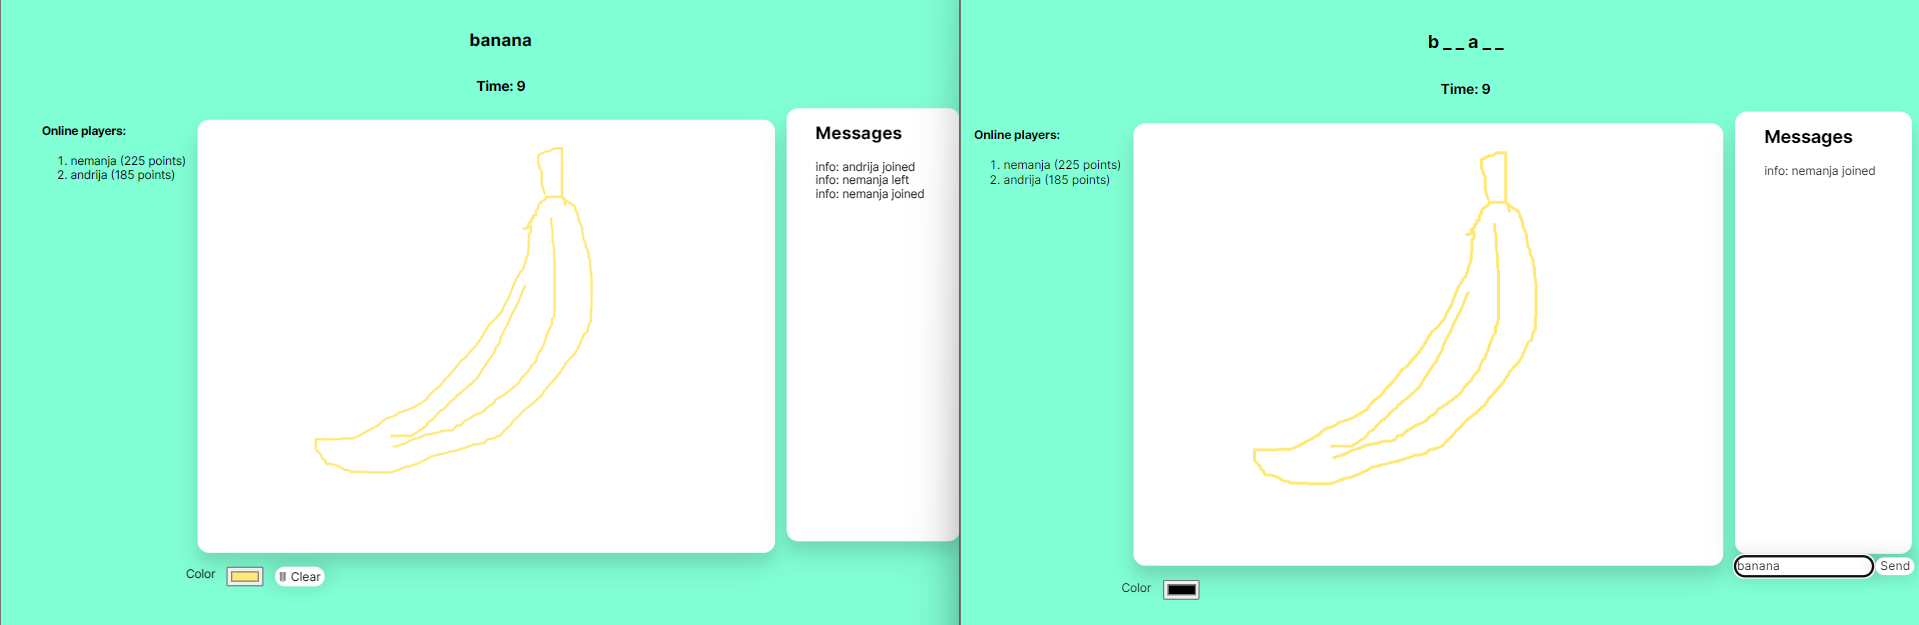 banana
Time: 9
Online players:
1. nemanja (225 points)
2. andrija (185 points)
Messages
info: andrija joined
info: nemanja left
info: nemanja joined
Color
Clear
b _ _ a _ _
Time: 9
Online players:
1. nemanja (225 points)
2. andrija (185 points)
Messages
info: nemanja joined
banana
Send
Color